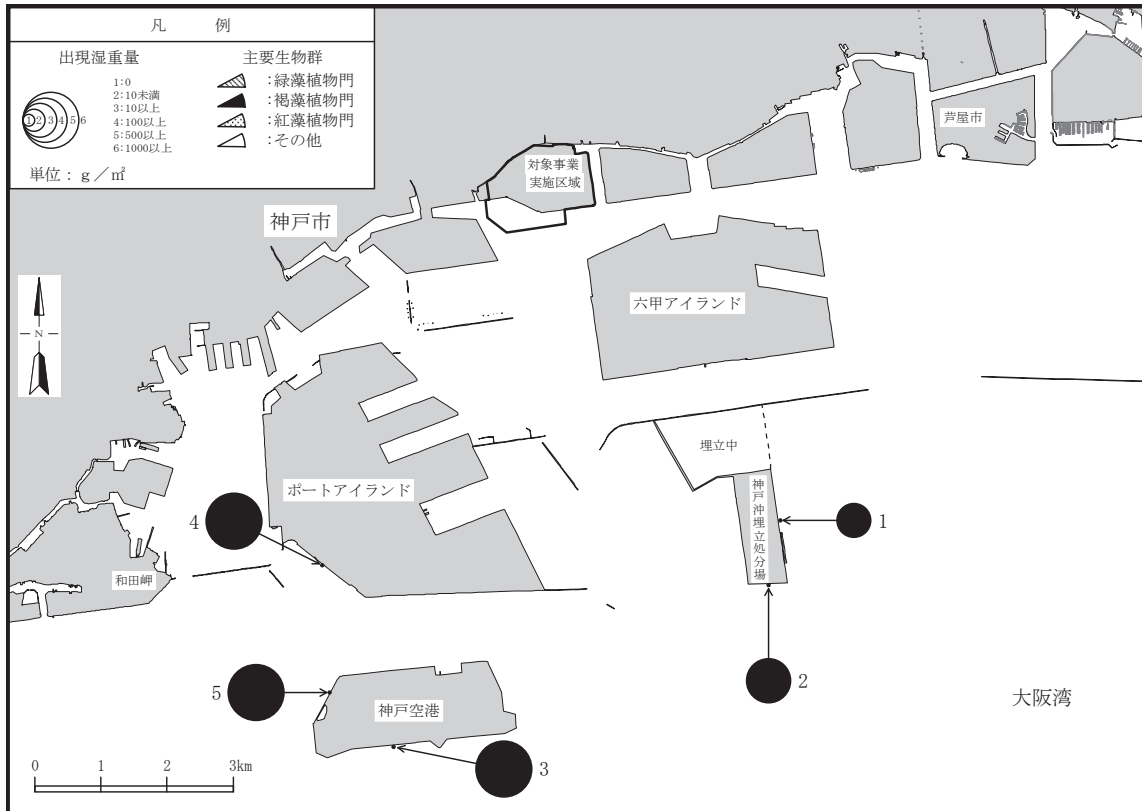 凡 例
出現湿重量
1:0
2:10未満
3:10以上
4:100以上
5:500以上
6:1000以上
1 2 3 4 5 6
単位：ｇ／㎡
主要生物群
：緑藻植物門
：褐藻植物門
：紅藻植物門
：その他
芦屋市
対象事業
実施区域
神戸市
六甲アイランド
N
埋立中
ポートアイランド
神戸沖埋立処分場
4
1
和田岬
2
5
神戸空港
大阪湾
3
0 1 2 3km